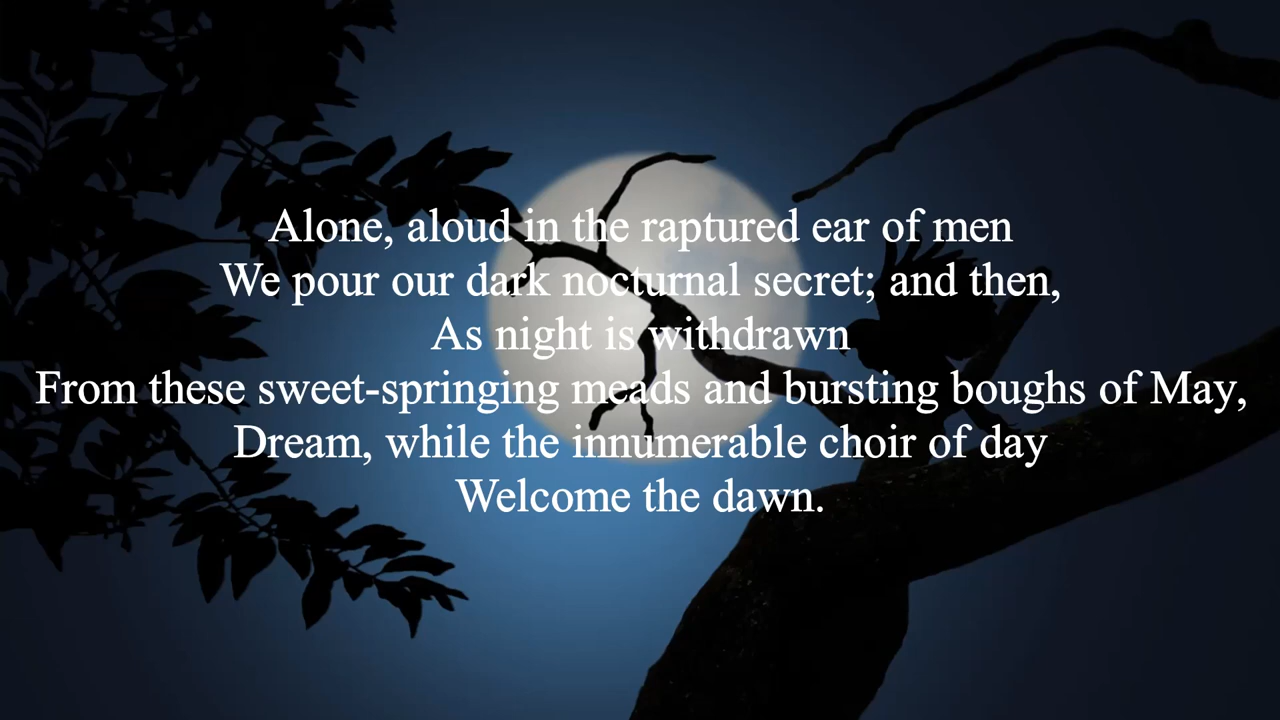 Alone, aloud in the raptured ear of men
We pour our dark nocturnal secret; and then,
As night is withdrawn
From these sweet-springing meads and bursting boughs of May,
Dream, while the innumerable choir of day
Welcome the dawn.